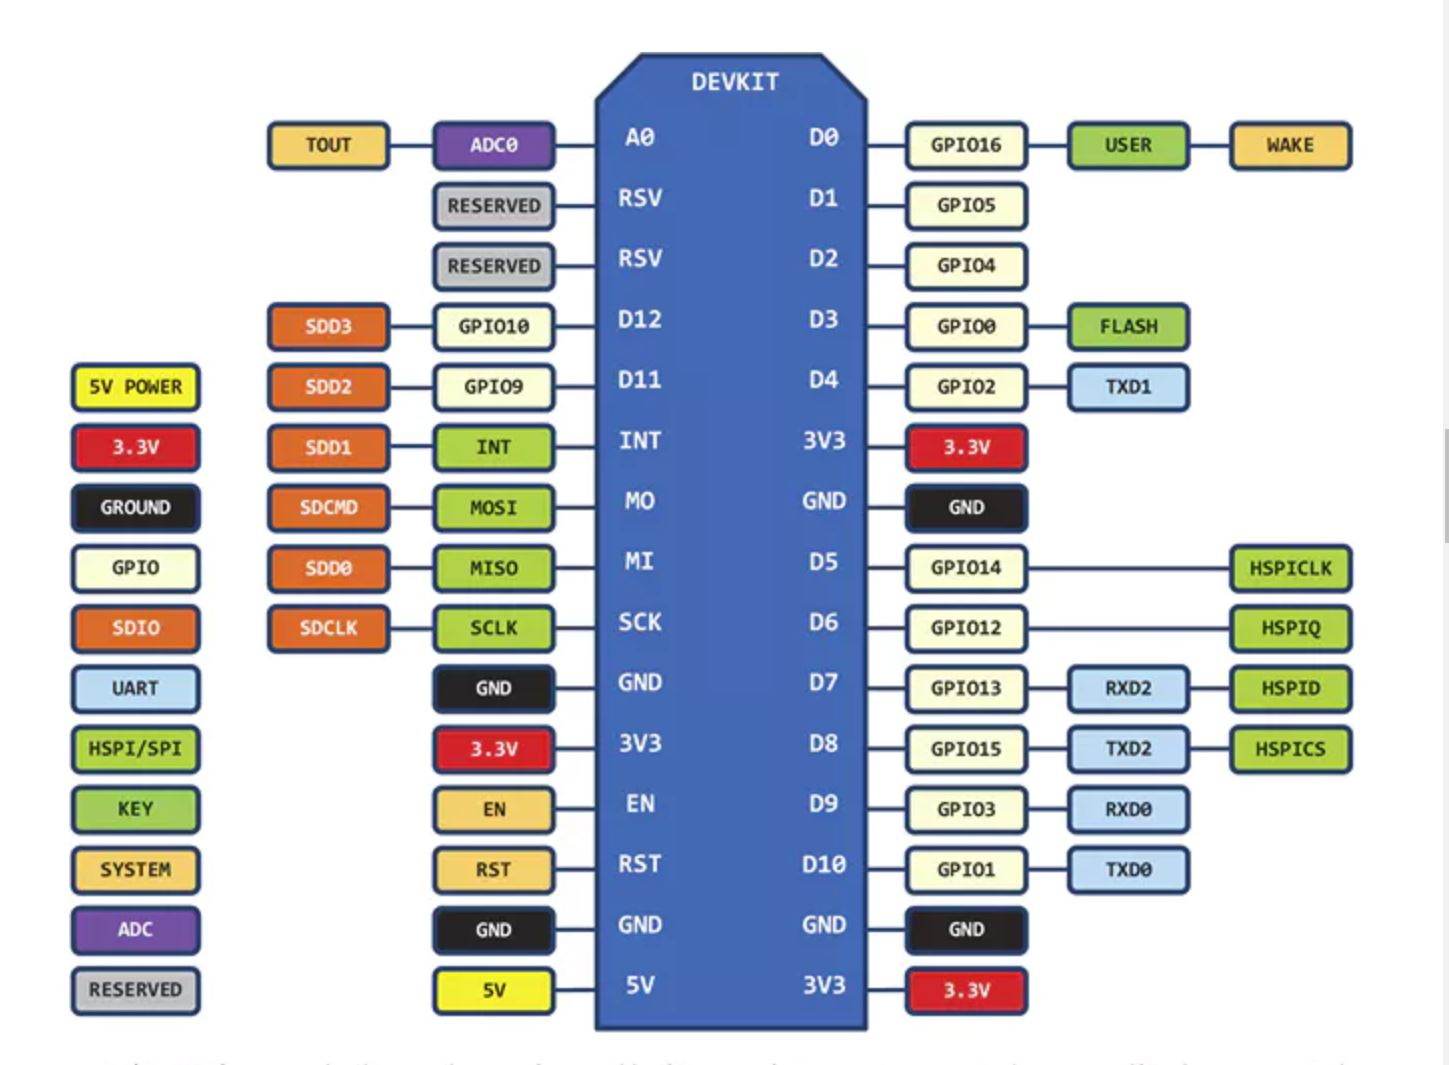 DEVKIT
TOUT ADC0 A0 D0 GPIO16 USER WAKE
RESERVED RSV D1 GPIO5
RESERVED RSV D2 GPIO4
SDD3 GPIO10 D12 D3 GPIO0 FLASH
5V POWER SDD2 GPIO9 D11 D4 GPIO2 TXD1
3.3V SDD1 INT INT 3V3 3.3V
GROUND SDCMD MOSI MO GND GND
GPIO SDD0 MISO MI D5 GPIO14 HSPICLK
SDIO SDCLK SCLK SCK D6 GPIO12 HSPIQ
UART GND GND D7 GPIO13 RXD2 HSPID
HSPI/SPI 3.3V 3V3 D8 GPIO15 TXD2 HSPICS
KEY EN EN D9 GPIO3 RXD0
SYSTEM RST RST D10 GPIO1 TXD0
ADC GND GND GND GND
RESERVED 5V 5V 3V3 3.3V